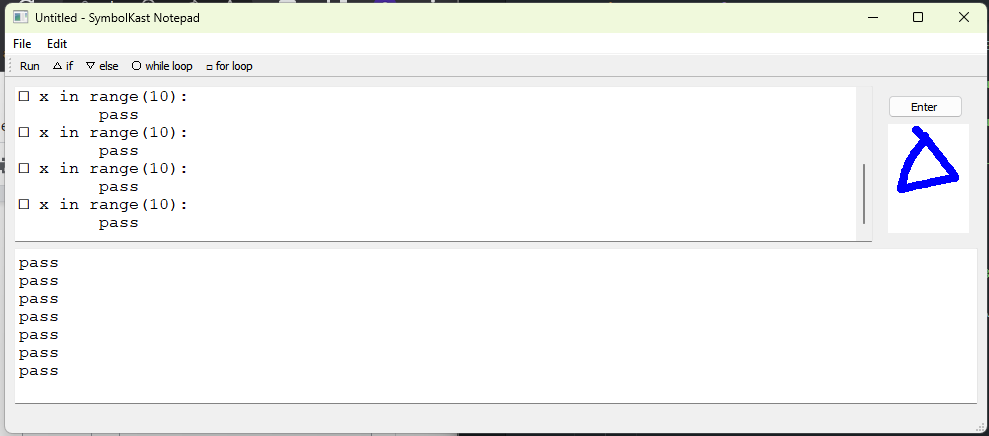 Untitled - SymbolKast Notepad
File Edit
Run △ if ▽ else ○ while loop □ for loop
□ x in range(10):
pass
□ x in range(10):
pass
□ x in range(10):
pass
□ x in range(10):
pass
Enter
pass
pass
pass
pass
pass
pass
pass